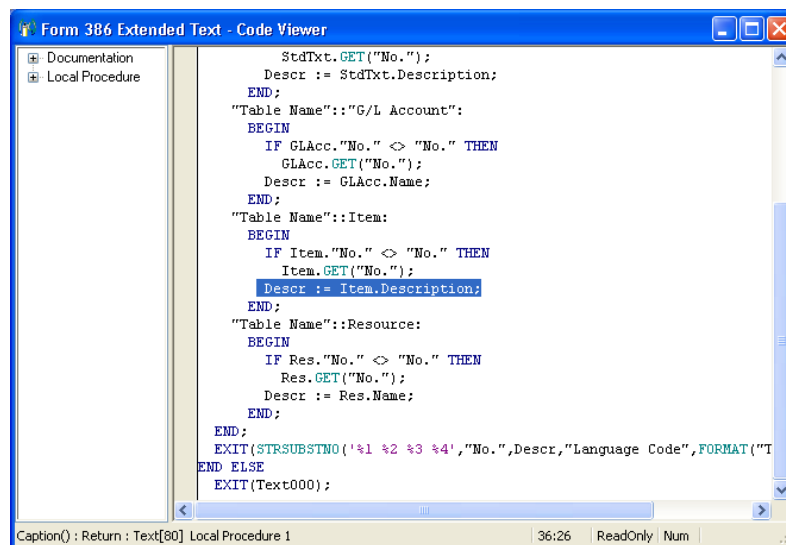 Form 386 Extended Text - Code Viewer
Documentation
Local Procedure
StdTxt.GET("No.");
Descr := StdTxt.Description;
END;
"Table Name"::"G/L Account":
BEGIN
IF GLAcc."No." <> "No." THEN
GLAcc.GET("No.");
Descr := GLAcc.Name;
END;
"Table Name"::Item:
BEGIN
IF Item."No." <> "No." THEN
Item.GET("No.");
Descr := Item.Description;
END;
"Table Name"::Resource:
BEGIN
IF Res."No." <> "No." THEN
Res.GET("No.");
Descr := Res.Name;
END;
END;
EXIT(STRSUBSTNO('%1 %2 %3 %4',"No.",Descr,"Language Code",FORMAT("T
END ELSE
EXIT(Text000);
Caption() : Return : Text[80] Local Procedure 1 36:26 ReadOnly Num